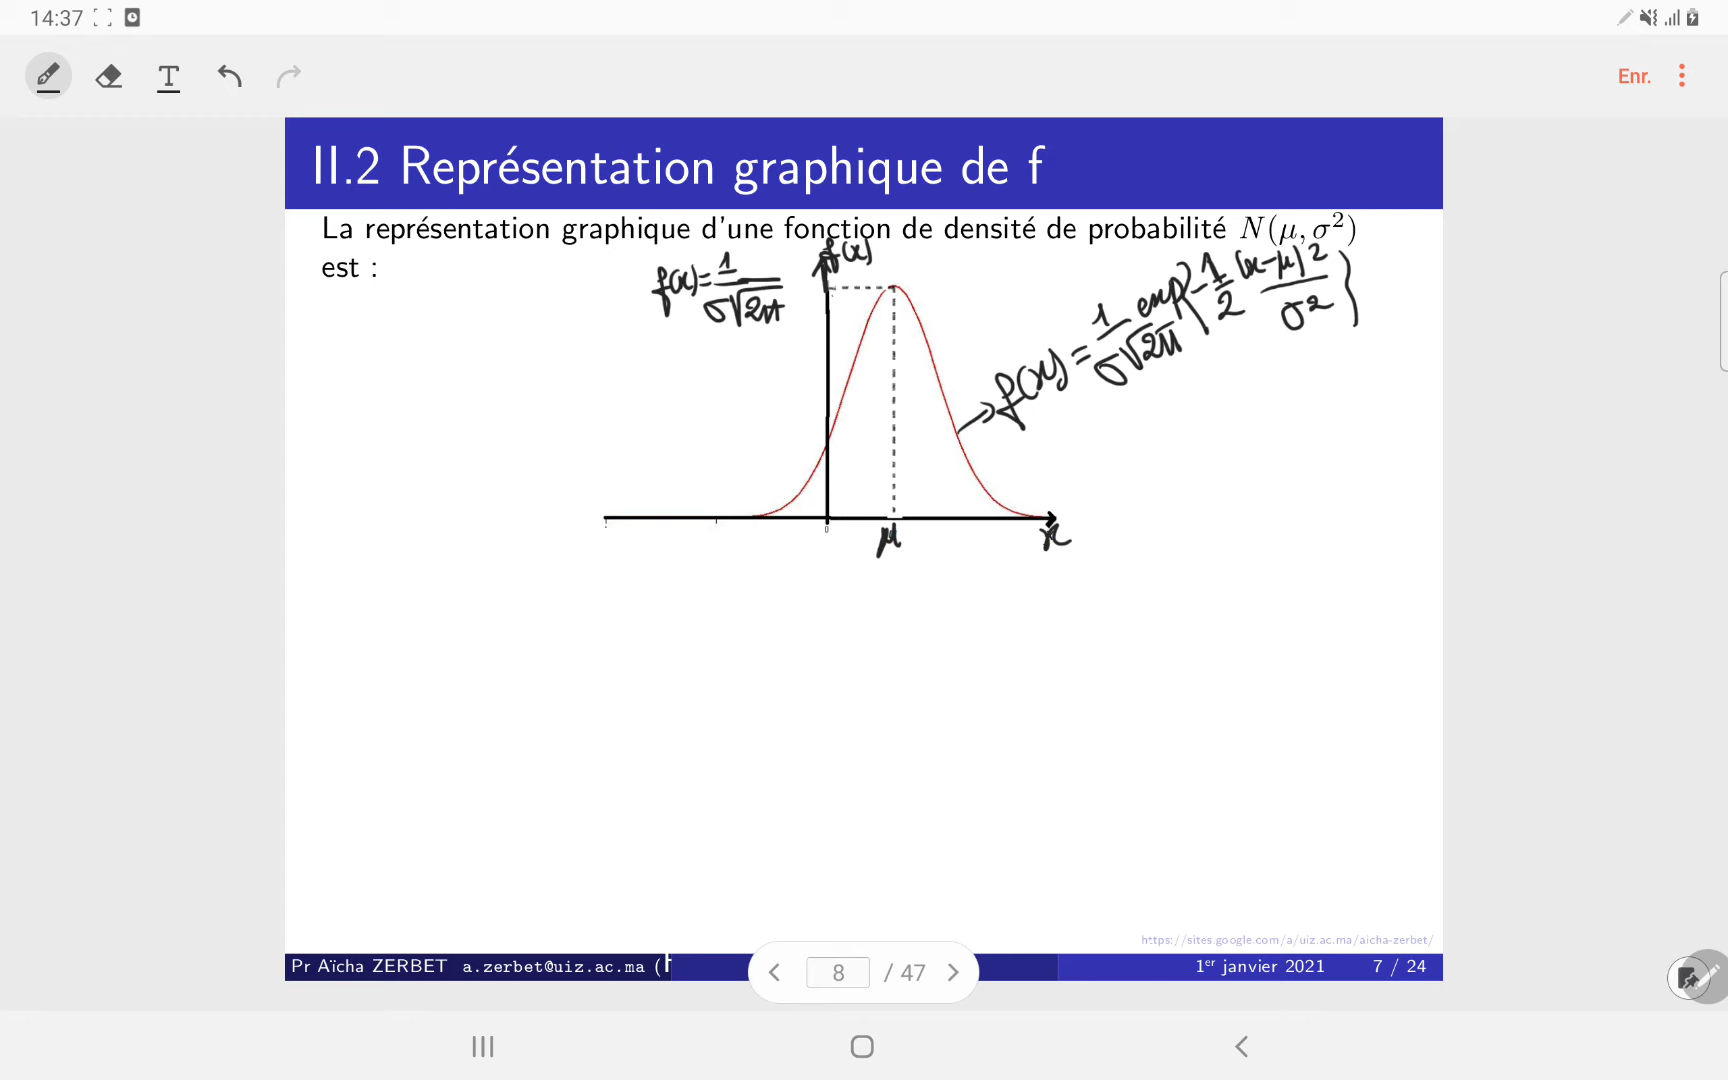 14:37
T
Enr.
II.2 Représentation graphique de f
La représentation graphique d'une fonction de densité de probabilité N(μ, σ²)
est :
f(x)
f(x) = 1 / σ√2π
f(x) = 1 / σ√2π exp{ -1/2 (x-μ)² / σ² }
0
μ
x
https://sites.google.com/a/uiz.ac.ma/aicha-zerbet/
Pr Aïcha ZERBET a.zerbet@uiz.ac.ma (
8 / 47
1er janvier 2021 7 / 24